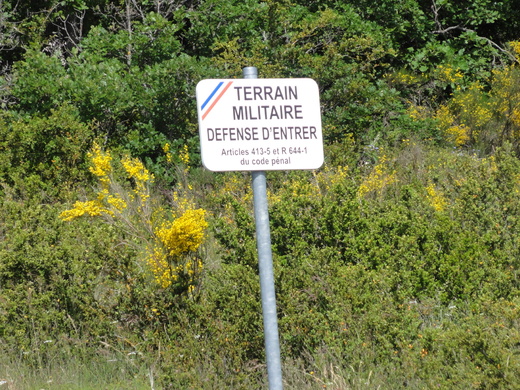 TERRAIN
MILITAIRE
DEFENSE D'ENTRER
Articles 413-5 et R 644-1
du code pénal